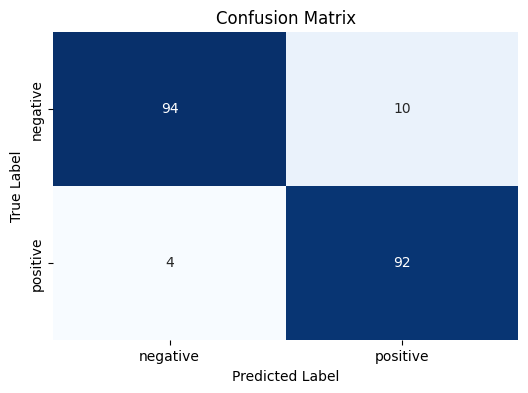 Confusion Matrix
True Label
negative
94
10
positive
4
92
negative
positive
Predicted Label